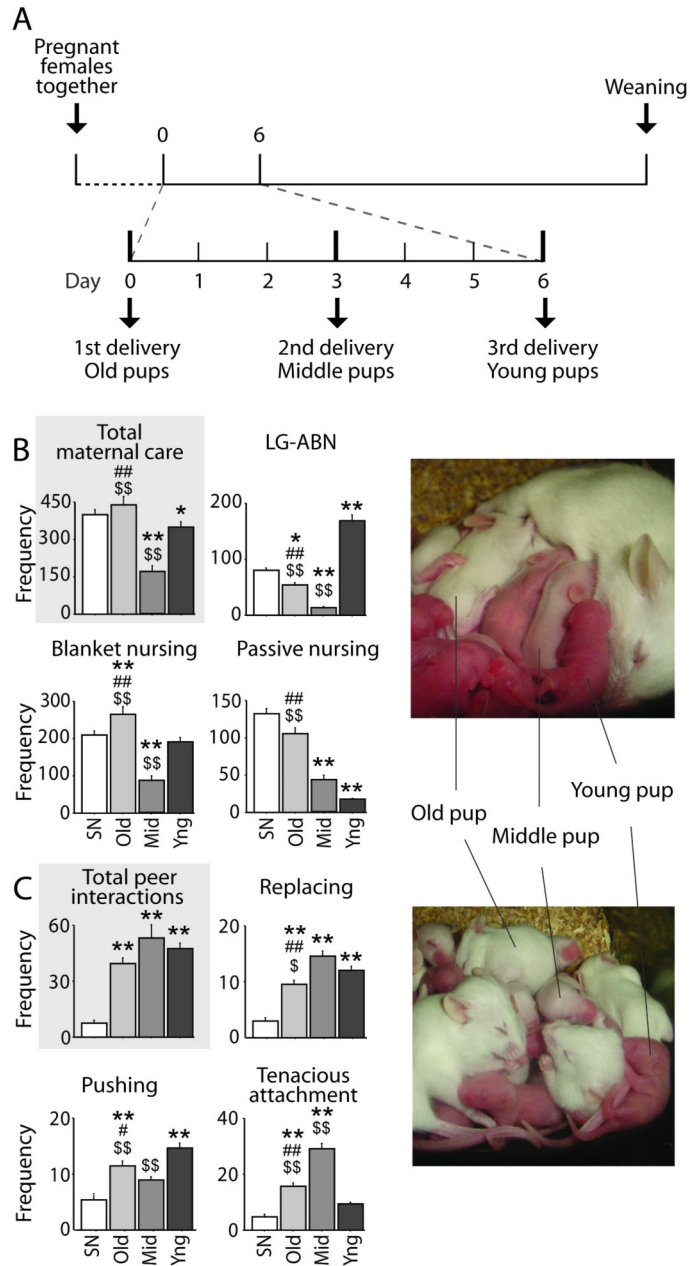 A
Pregnant
females
together
Weaning
0 6
Day 0 1 2 3 4 5 6
1st delivery 2nd delivery 3rd delivery
Old pups Middle pups Young pups
B
Total
maternal care
Frequency
450
300
150
0
##
$$
**
$$
*
LG-ABN
200
100
0
*
##
$$
**
$$
**
Blanket nursing
Frequency
300
200
100
0
**
##
$$
**
$$
SN Old Mid Yng
Passive nursing
150
100
50
0
##
$$
**
**
SN Old Mid Yng
Old pup
Middle pup
Young pup
C
Total peer
interactions
Frequency
60
30
0
**
**
**
Replacing
20
10
0
**
##
$
**
**
Pushing
Frequency
20
10
0
**
#
$$
$$
**
SN Old Mid Yng
Tenacious
attachment
40
20
0
**
##
$$
**
$$
SN Old Mid Yng